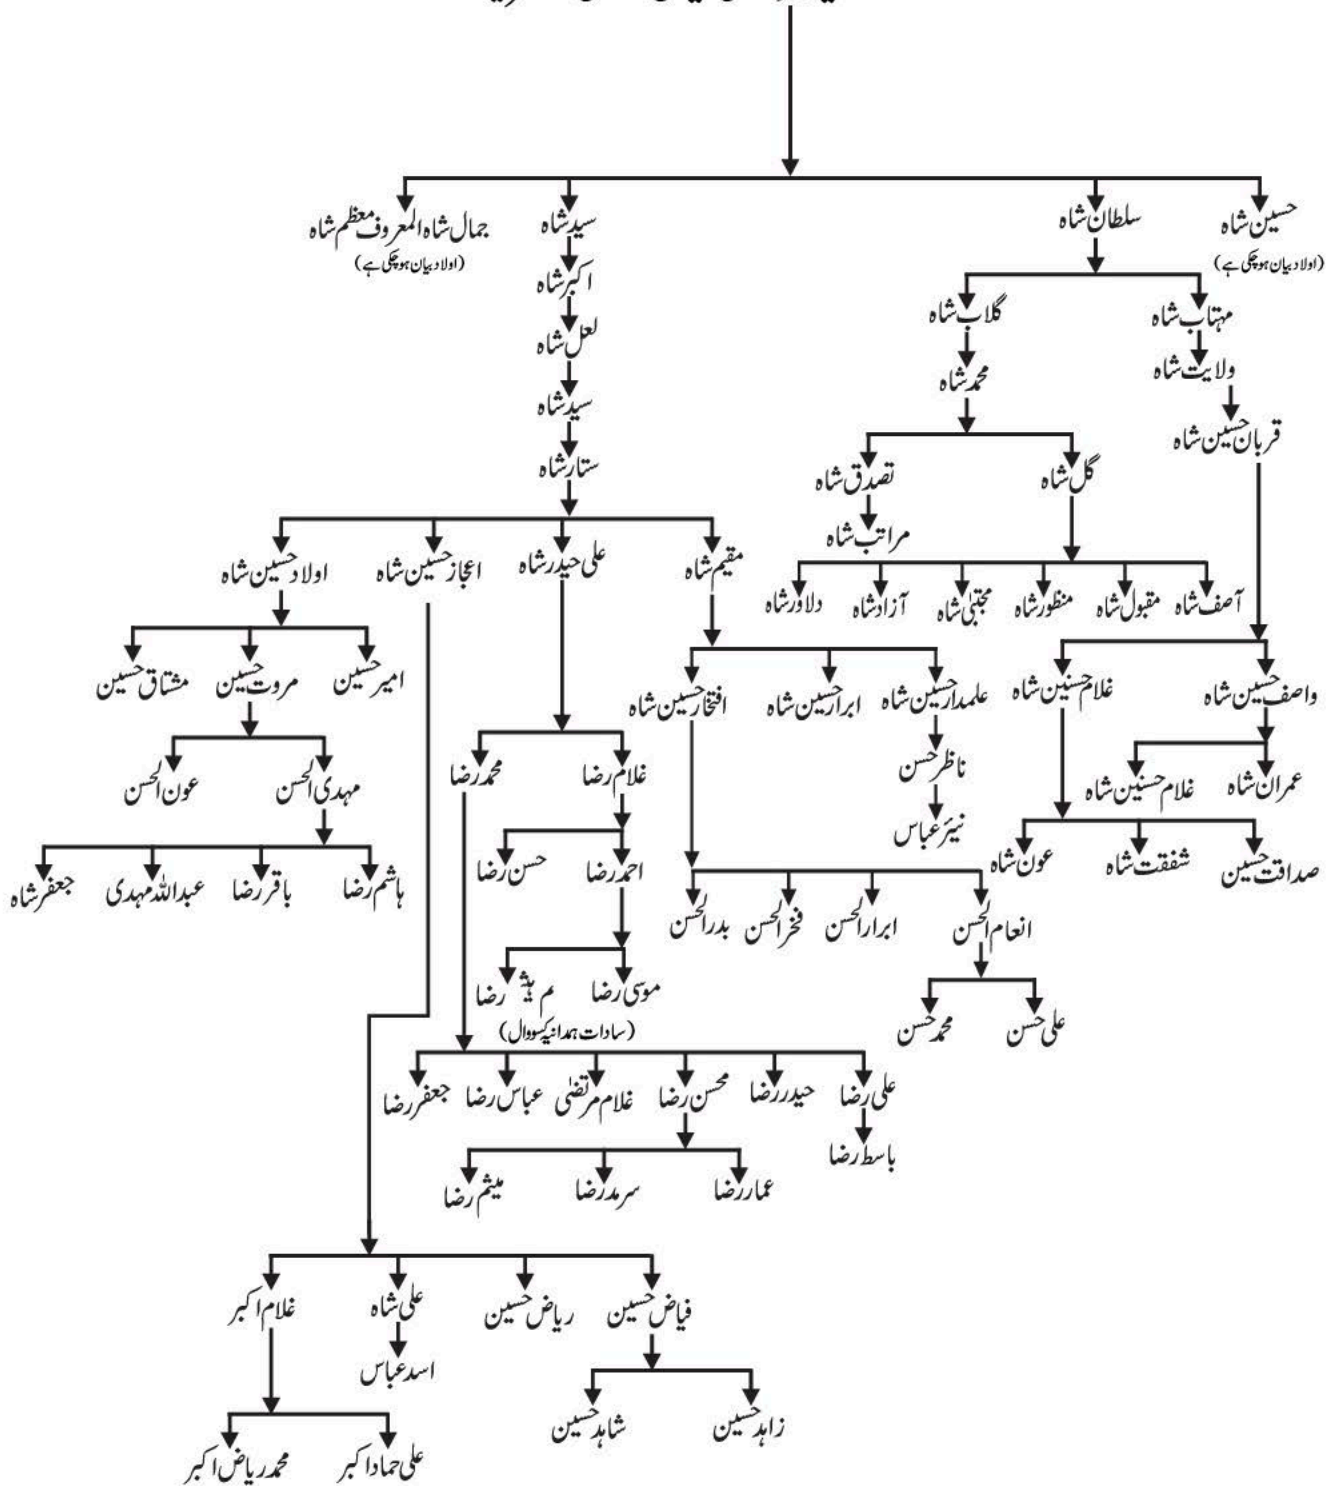 حسین شاہ سلطان شاہ سید شاہ جمال شاہ المعروف معظم شاہ
(اولاد بیان ہوچکی ہے) (اولاد بیان ہوچکی ہے)
اکبر شاہ
مہتاب شاہ گلاب شاہ
لعل شاہ
ولایت شاہ محمد شاہ
سید شاہ
قربان حسین شاہ
ستار شاہ
گل شاہ تصدق شاہ
مراتب شاہ
مقیم شاہ علی حیدر شاہ اعجاز حسین شاہ اولاد حسین شاہ
آصف شاہ مقبول شاہ منظور شاہ مجتبیٰ شاہ آزاد شاہ دلاور شاہ
امیر حسین مروت حسین مشتاق حسین
واصف حسین شاہ غلام حسنین شاہ علمدار حسین شاہ ابرار حسین شاہ افتخار حسین شاہ
ناظر حسن غلام رضا محمد رضا
عمران شاہ غلام حسنین شاہ مہدی الحسن عون الحسن
نیئر عباس
صداقت حسین شفقت شاہ عون شاہ
احمد رضا حسن رضا
ہاشم رضا باقر رضا عبداللہ مہدی جعفر شاہ
انعام الحسن ابرار الحسن فخر الحسن بدر الحسن
موسی رضا رضا
علی حسن محمد حسن
(سادات ہمدانیہ کسووال)
علی رضا حیدر رضا محسن رضا غلام مرتضٰی عباس رضا جعفر رضا
باسط رضا
عمار رضا سرمد رضا میثم رضا
فیاض حسین ریاض حسین علی شاہ غلام اکبر
اسد عباس
زاہد حسین شاہد حسین
علی حماد اکبر محمد ریاض اکبر